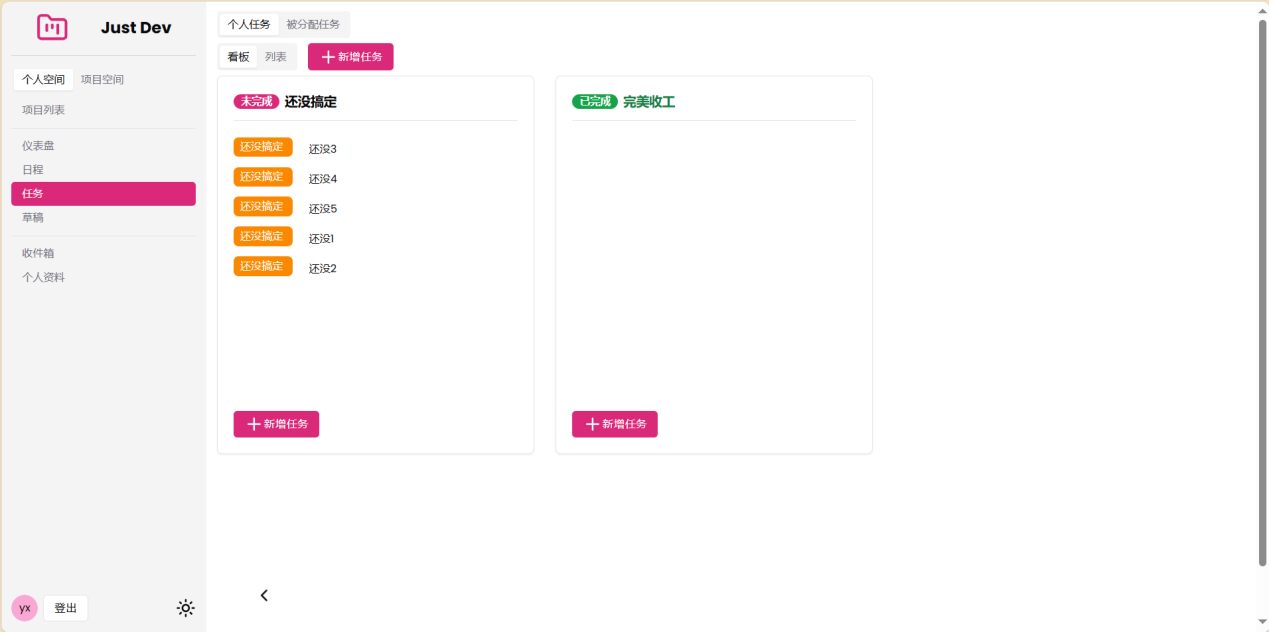 Just Dev
个人空间 项目空间
项目列表
仪表盘
日程
任务
草稿
收件箱
个人资料
yx 登出
个人任务 被分配任务
看板 列表 新增任务
未完成 还没搞定
还没搞定 还没3
还没搞定 还没4
还没搞定 还没5
还没搞定 还没1
还没搞定 还没2
新增任务
已完成 完美收工
新增任务